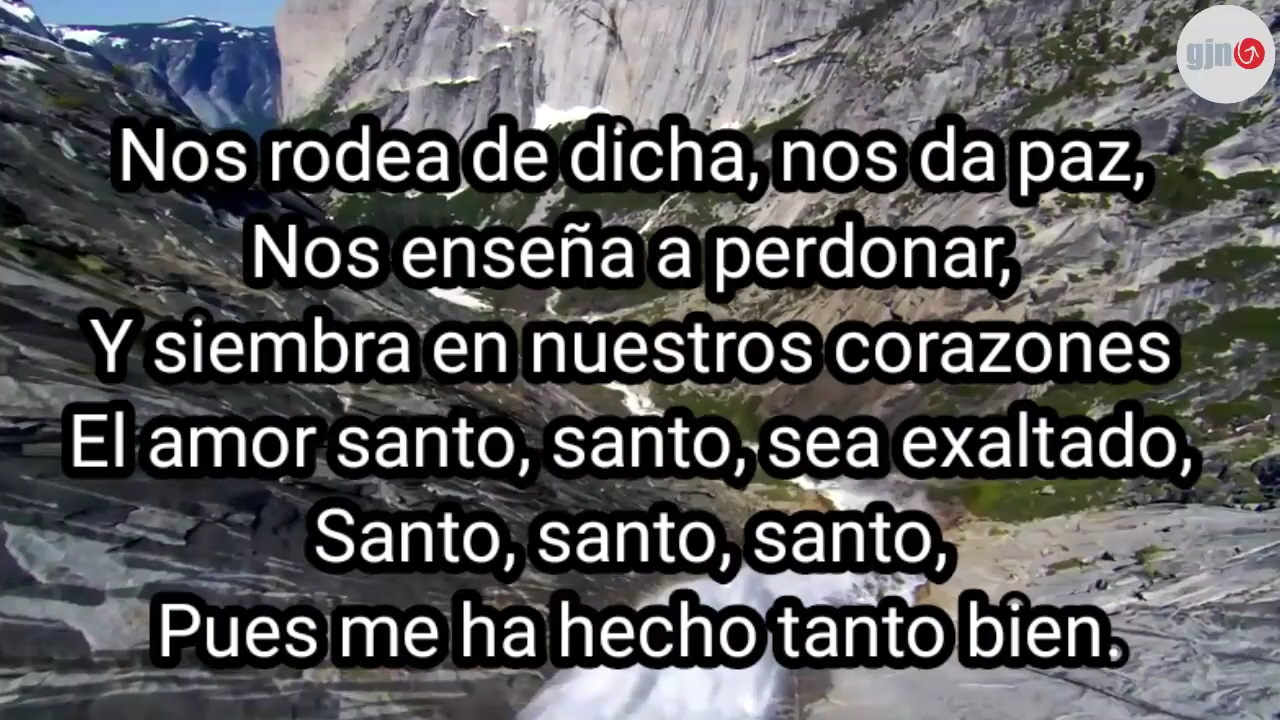 gjn
Nos rodea de dicha, nos da paz,
Nos enseña a perdonar,
Y siembra en nuestros corazones
El amor santo, santo, sea exaltado,
Santo, santo, santo,
Pues me ha hecho tanto bien.